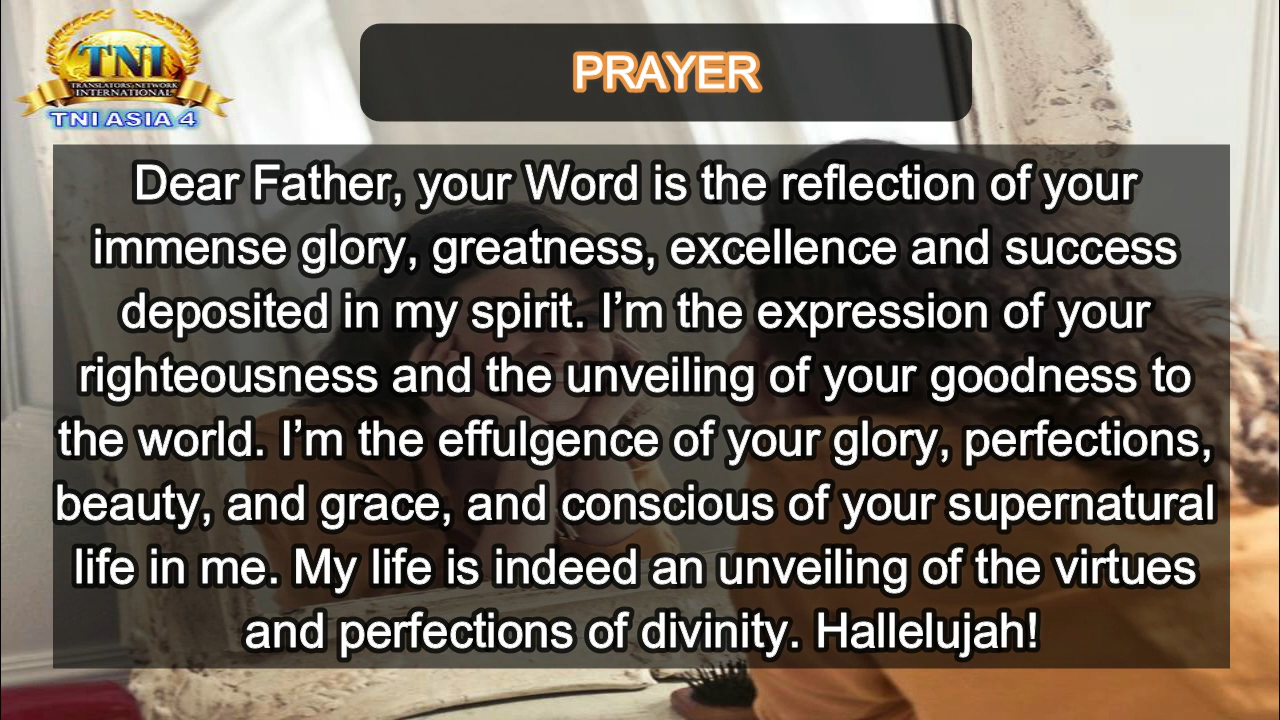 TNI
TRANSLATORS' NETWORK
INTERNATIONAL
TNI ASIA 4
PRAYER
Dear Father, your Word is the reflection of your
immense glory, greatness, excellence and success
deposited in my spirit. I’m the expression of your
righteousness and the unveiling of your goodness to
the world. I’m the effulgence of your glory, perfections,
beauty, and grace, and conscious of your supernatural
life in me. My life is indeed an unveiling of the virtues
and perfections of divinity. Hallelujah!